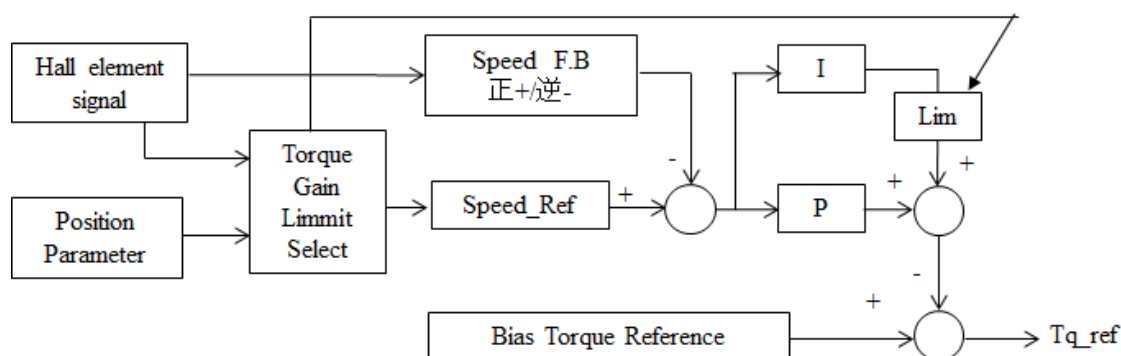 Hall element
signal
Speed F.B
正+/逆-
I
Lim
Torque
Gain
Limmit
Select
-
+
+
Position
Parameter
Speed_Ref
+
P
-
+
Bias Torque Reference
Tq_ref